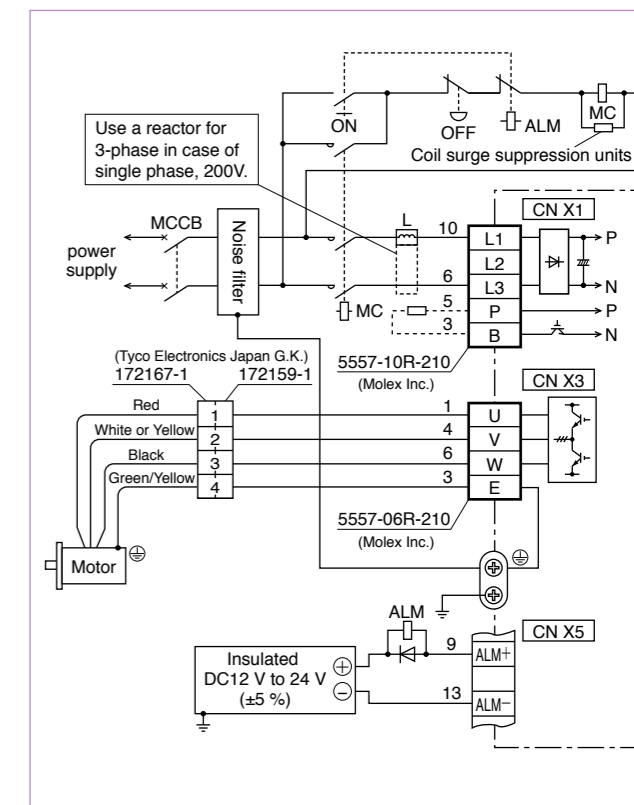 ON
OFF
ALM
MC
Coil surge suppression units
Use a reactor for
3-phase in case of
single phase, 200V.
MCCB
Noise filter
power
supply
L
MC
CN X1
10
L1
L2
6
L3
5
P
3
B
P
N
P
N
5557-10R-210
(Molex Inc.)
(Tyco Electronics Japan G.K.)
172167-1 172159-1
CN X3
Red
1
1
U
White or Yellow
2
4
V
Black
3
6
W
Green/Yellow
4
3
E
5557-06R-210
(Molex Inc.)
Motor
ALM
CN X5
Insulated
DC12 V to 24 V
(±5 %)
+
−
9
ALM+
13
ALM−